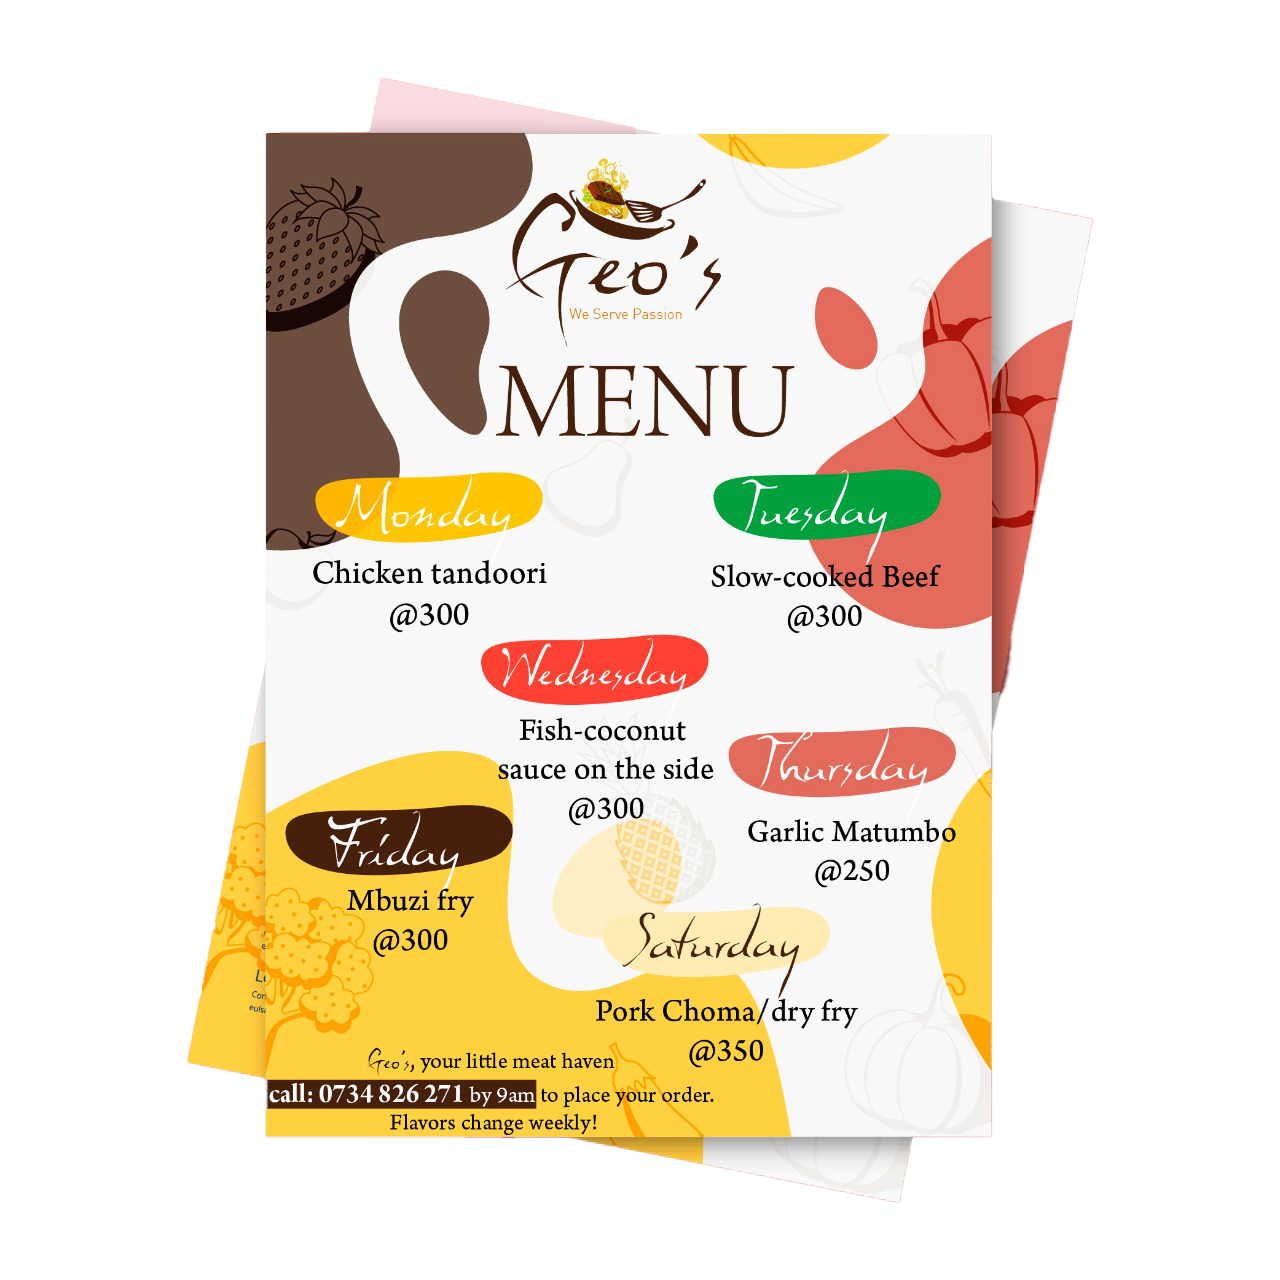 Geo's
We Serve Passion
MENU
Monday
Chicken tandoori
@300
Tuesday
Slow-cooked Beef
@300
Wednesday
Fish-coconut
sauce on the side
@300
Thursday
Garlic Matumbo
@250
Friday
Mbuzi fry
@300
Saturday
Pork Choma/dry fry
@350
Geo's, your little meat haven
call: 0734 826 271 by 9am to place your order.
Flavors change weekly!